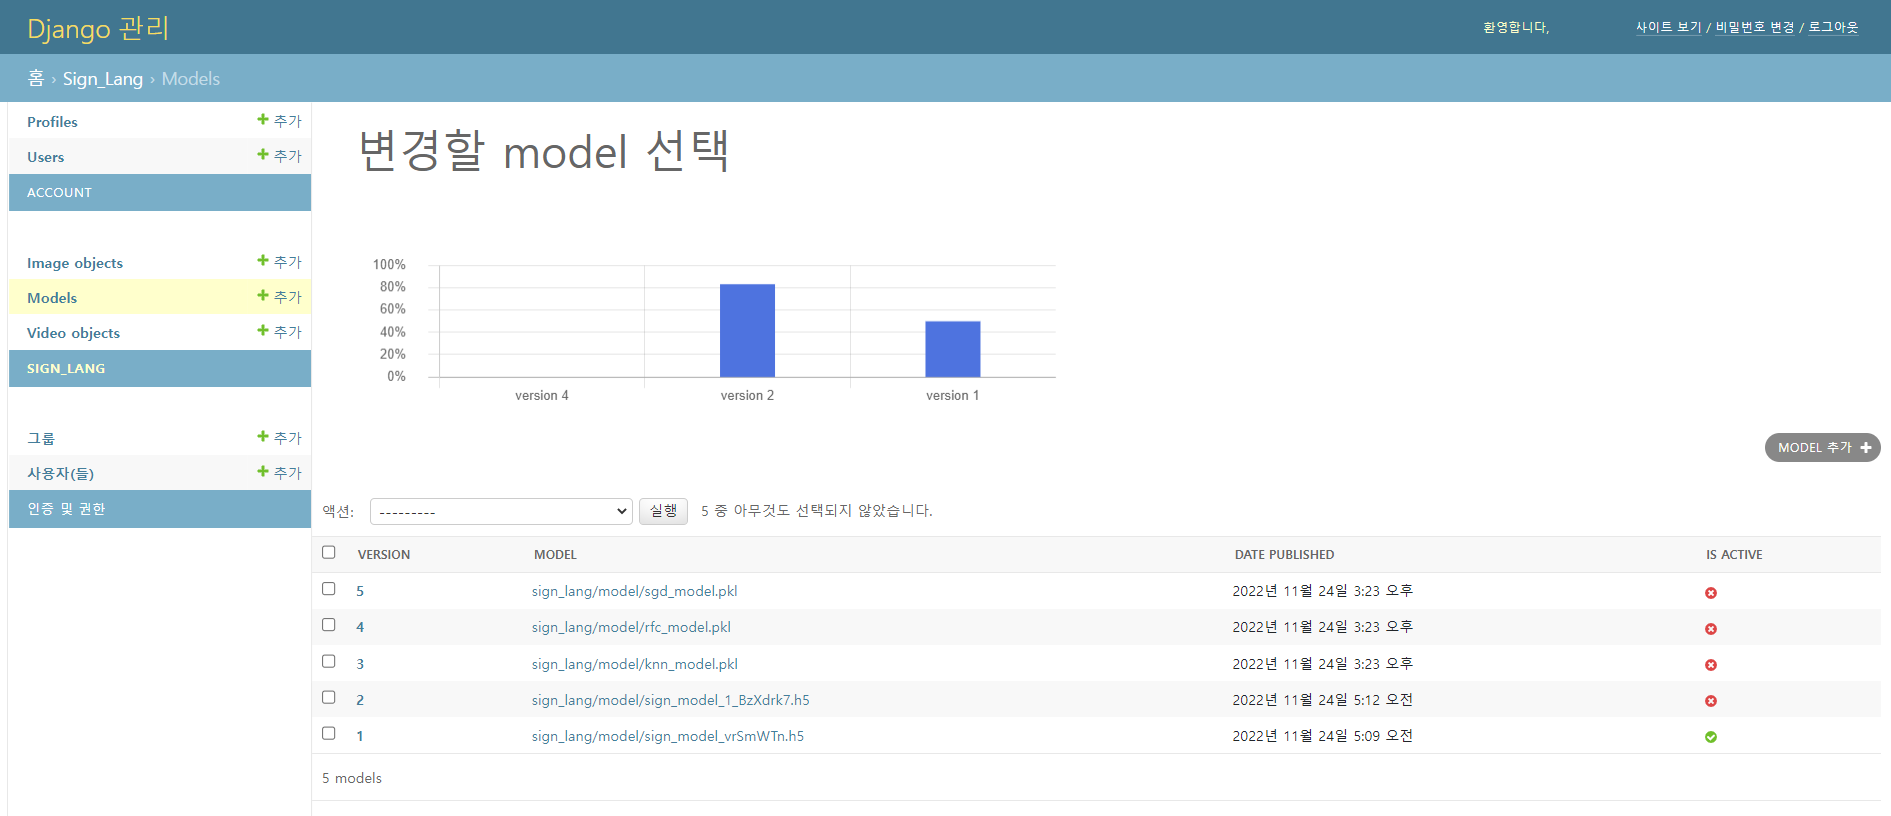 Django 관리
환영합니다, 사이트 보기 / 비밀번호 변경 / 로그아웃
홈 › Sign_Lang › Models
Profiles 추가
Users 추가
ACCOUNT
Image objects 추가
Models 추가
Video objects 추가
SIGN_LANG
그룹 추가
사용자(들) 추가
인증 및 권한
변경할 model 선택
100%
80%
60%
40%
20%
0%
version 4 version 2 version 1
MODEL 추가
액션: --------- 실행 5 중 아무것도 선택되지 않았습니다.
VERSION MODEL DATE PUBLISHED IS ACTIVE
5 sign_lang/model/sgd_model.pkl 2022년 11월 24일 3:23 오후
4 sign_lang/model/rfc_model.pkl 2022년 11월 24일 3:23 오후
3 sign_lang/model/knn_model.pkl 2022년 11월 24일 3:23 오후
2 sign_lang/model/sign_model_1_BzXdrk7.h5 2022년 11월 24일 5:12 오전
1 sign_lang/model/sign_model_vrSmWTn.h5 2022년 11월 24일 5:09 오전
5 models